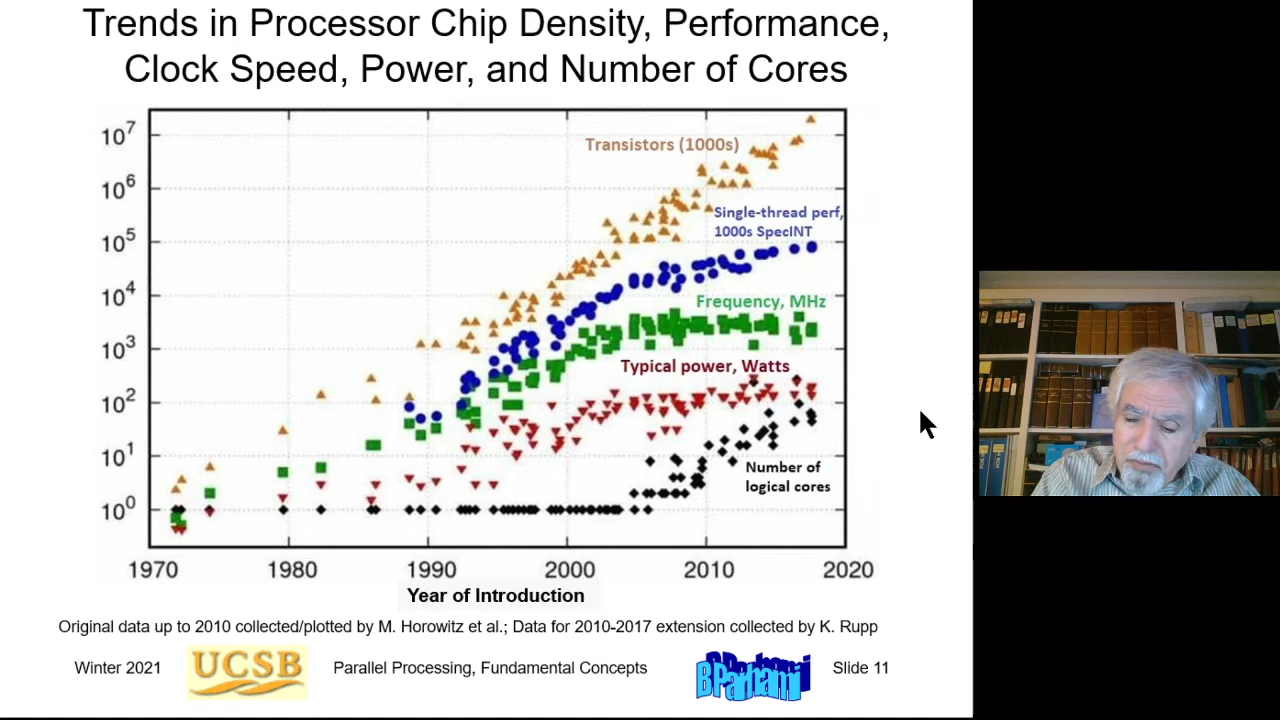 Trends in Processor Chip Density, Performance,
Clock Speed, Power, and Number of Cores
10^7
10^6
10^5
10^4
10^3
10^2
10^1
10^0
Transistors (1000s)
Single-thread perf,
1000s SpecINT
Frequency, MHz
Typical power, Watts
Number of
logical cores
1970 1980 1990 2000 2010 2020
Year of Introduction
Original data up to 2010 collected/plotted by M. Horowitz et al.; Data for 2010-2017 extension collected by K. Rupp
Winter 2021 UCSB Parallel Processing, Fundamental Concepts BParhami Slide 11